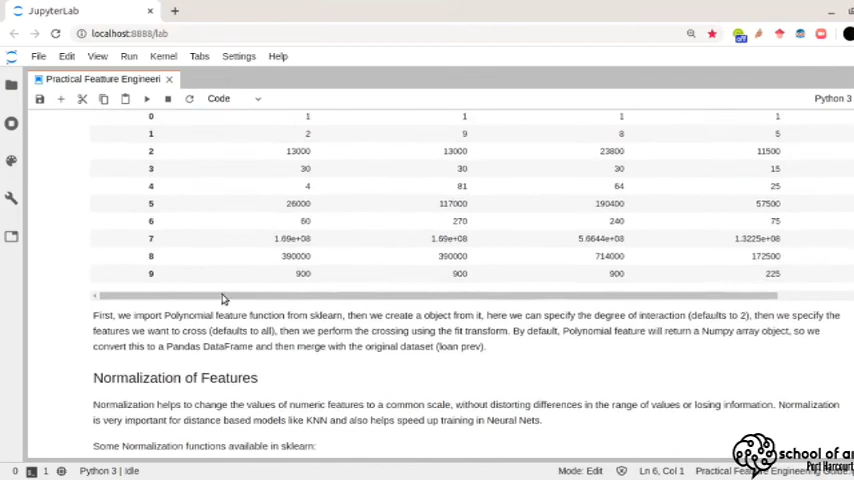 JupyterLab
localhost:8888/lab
off
File Edit View Run Kernel Tabs Settings Help
Practical Featture Engineeri
Code
Python 3
0 1 1 1 1
1 2 9 8 5
2 13000 13000 23800 11500
3 30 30 30 15
4 4 81 64 25
5 26000 117000 190400 57500
6 60 270 240 75
7 1.69e+08 1.69e+08 5.6644e+08 1.3225e+08
8 390000 390000 714000 172500
9 900 900 900 225
First, we import Polynomial feature function from sklearn, then we create a object from it, here we can specify the degree of interaction (defaults to 2), then we specify the
features we want to cross (defaults to all), then we perform the crossing using the fit transform. By default, Polynomial feature will return a Numpy array object, so we
convert this to a Pandas DataFrame and then merge with the original dataset (loan prev).
Normalization of Features
Normalization helps to change the values of numeric features to a common scale, without distorting differences in the range of values or losing information. Normalization
is very important for distance based models like KNN and also helps speed up training in Neural Nets.
Some Normalization functions available in sklearn:
school of a
Port Harcourt
0 1 Python 3 | Idle Mode: Edit Ln 6, Col 1 Practical Engineering